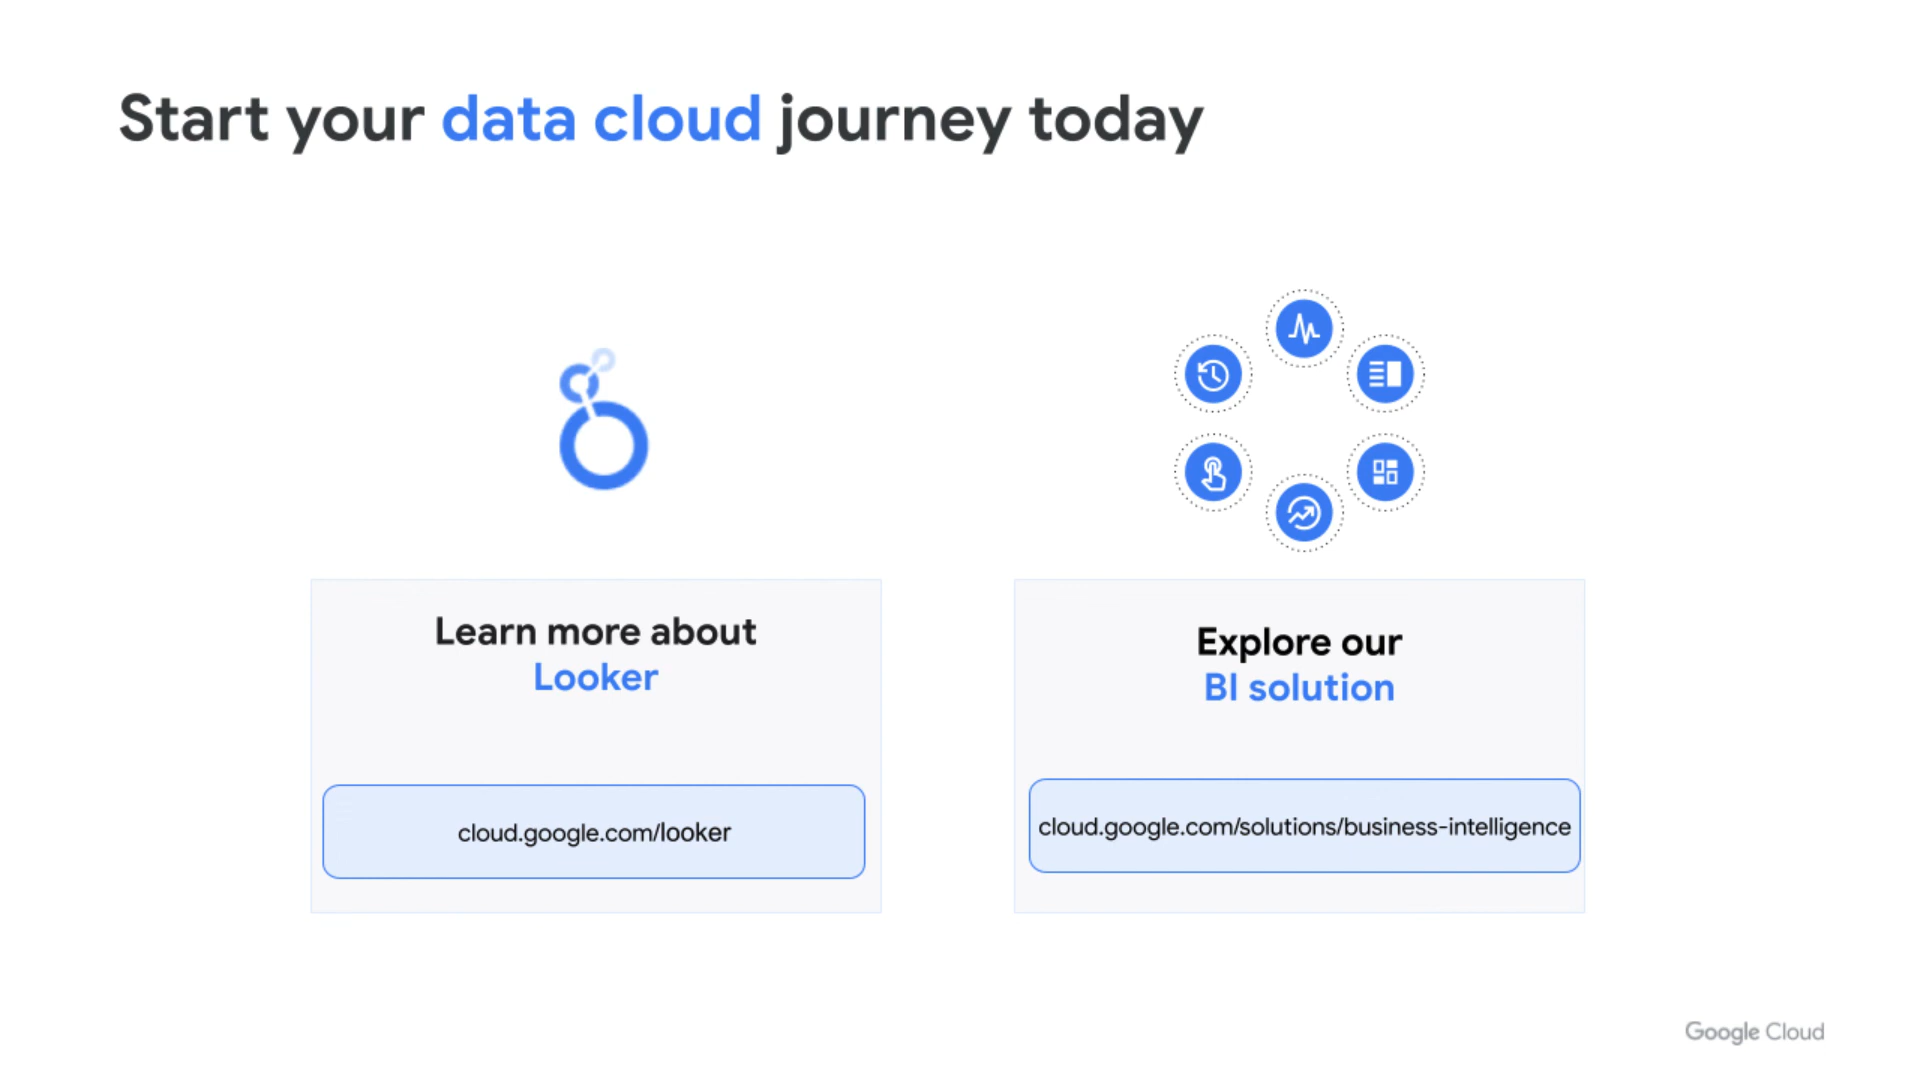 Start your data cloud journey today
Learn more about
Looker
cloud.google.com/looker
Explore our
BI solution
cloud.google.com/solutions/business-intelligence
Google Cloud